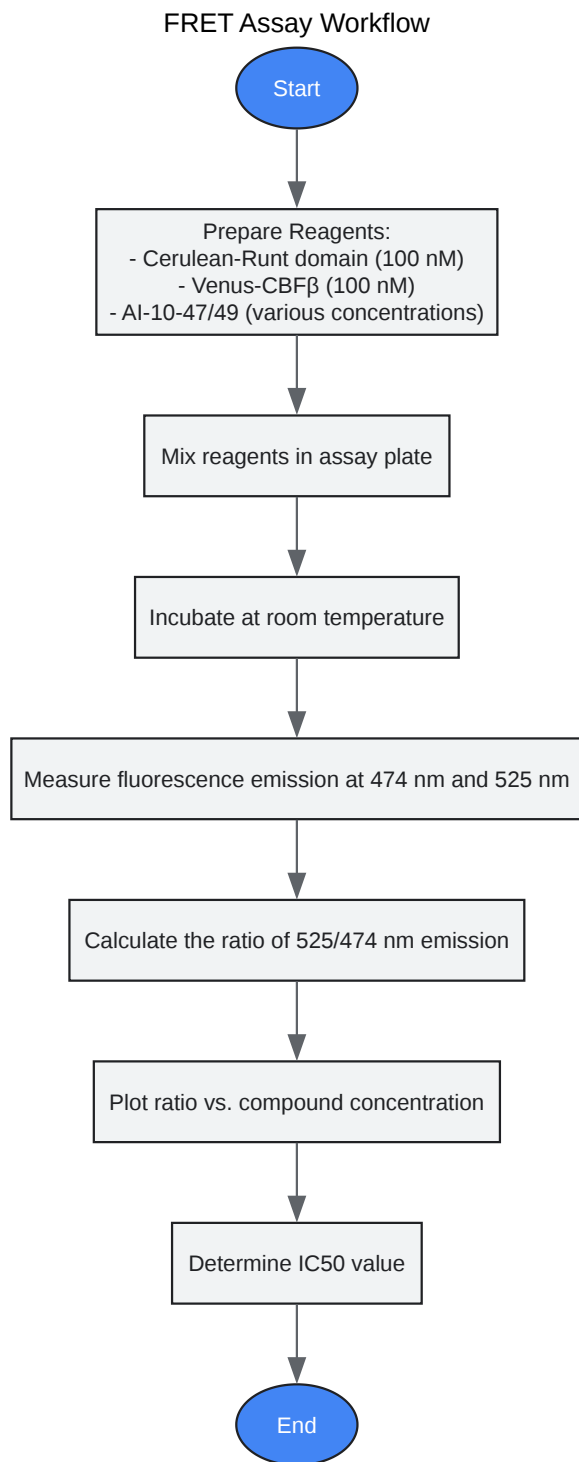 FRET Assay Workflow
Start
Prepare Reagents:
- Cerulean-Runt domain (100 nM)
- Venus-CBFβ (100 nM)
- AI-10-47/49 (various concentrations)
Mix reagents in assay plate
Incubate at room temperature
Measure fluorescence emission at 474 nm and 525 nm
Calculate the ratio of 525/474 nm emission
Plot ratio vs. compound concentration
Determine IC50 value
End